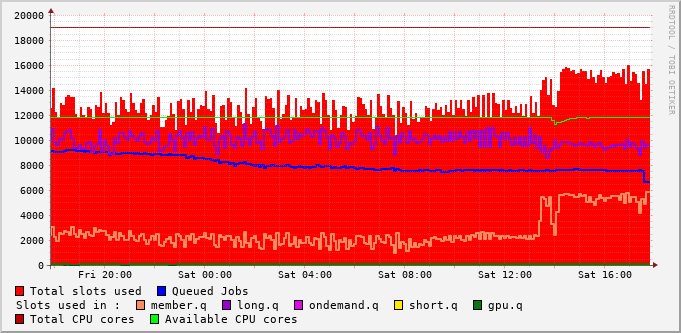 20000
18000
16000
14000
12000
10000
8000
6000
4000
2000
0
Fri 20:00 Sat 00:00 Sat 04:00 Sat 08:00 Sat 12:00 Sat 16:00
Total slots used Queued Jobs
Slots used in : member.q long.q ondemand.q short.q gpu.q
Total CPU cores Available CPU cores
RRDTOOL / TOBI OETIKER